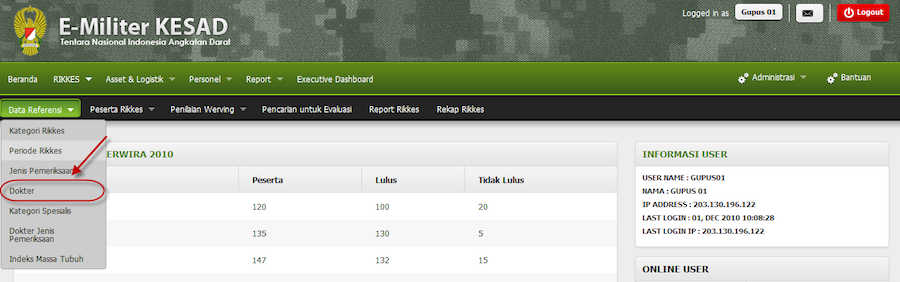 E-Militer KESAD
Tentara Nasional Indonesia Angkatan Darat
Logged in as Gupus 01 Logout
Beranda RIKKES Asset & Logistik Personel Report Executive Dashboard Administrasi Bantuan
Data Referensi Peserta Rikkes Penilaian Werving Pencarian untuk Evaluasi Report Rikkes Rekap Rikkes
Kategori Rikkes
Periode Rikkes
Jenis Pemeriksaan
Dokter
Kategori Spesialis
Dokter Jenis
Pemeriksaan
Indeks Massa Tubuh
ERWIRA 2010
Peserta Lulus Tidak Lulus
120 100 20
135 130 5
147 132 15
INFORMASI USER
USER NAME : GUPUS01
NAMA : GUPUS 01
IP ADDRESS : 203.130.196.122
LAST LOGIN : 01, DEC 2010 10:08:28
LAST LOGIN IP : 203.130.196.122
ONLINE USER